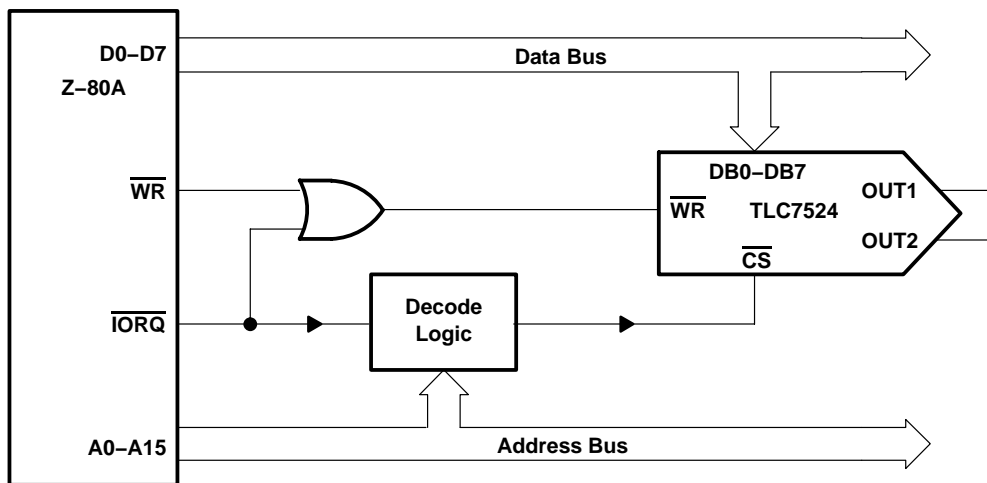 D0–D7
Z–80A
Data Bus
WR
IORQ
A0–A15
Decode
Logic
Address Bus
DB0–DB7
WR
TLC7524
CS
OUT1
OUT2